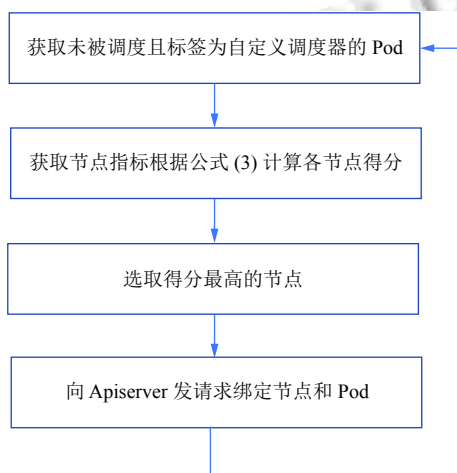 获取未被调度且标签为自定义调度器的 Pod
获取节点指标根据公式 (3) 计算各节点得分
选取得分最高的节点
向 Apiserver 发请求绑定节点和 Pod